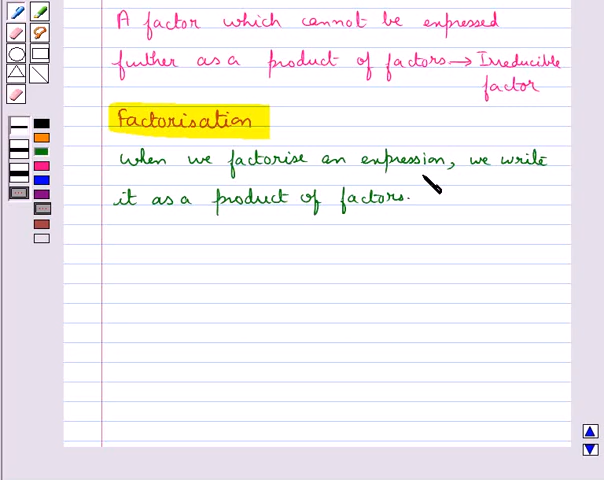 A factor which cannot be expressed
further as a product of factors → Irreducible
factor
Factorisation
when we factorise an expression, we write
it as a product of factors.